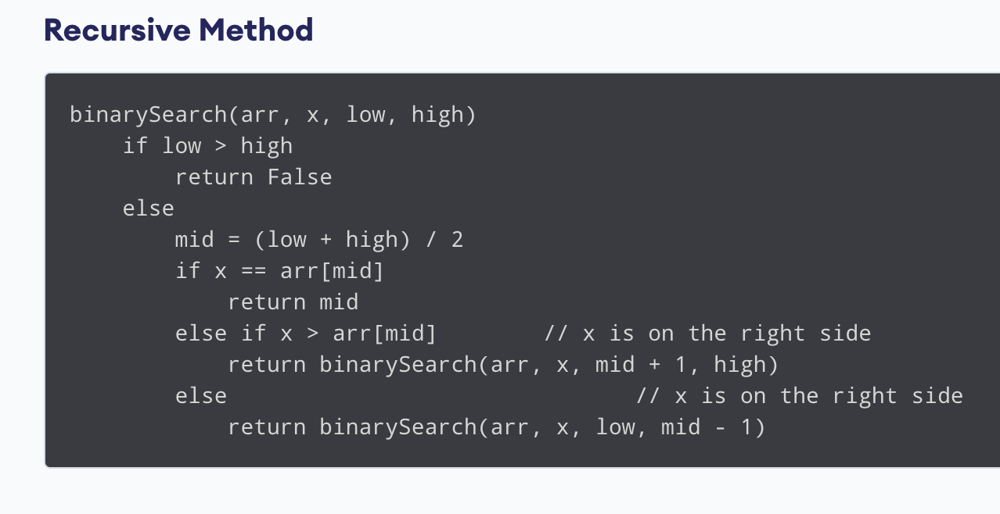 Recursive Method
binarySearch(arr, x, low, high)
    if low > high
        return False
    else
        mid = (low + high) / 2
        if x == arr[mid]
            return mid
        else if x > arr[mid]        // x is on the right side
            return binarySearch(arr, x, mid + 1, high)
        else                               // x is on the right side
            return binarySearch(arr, x, low, mid - 1)